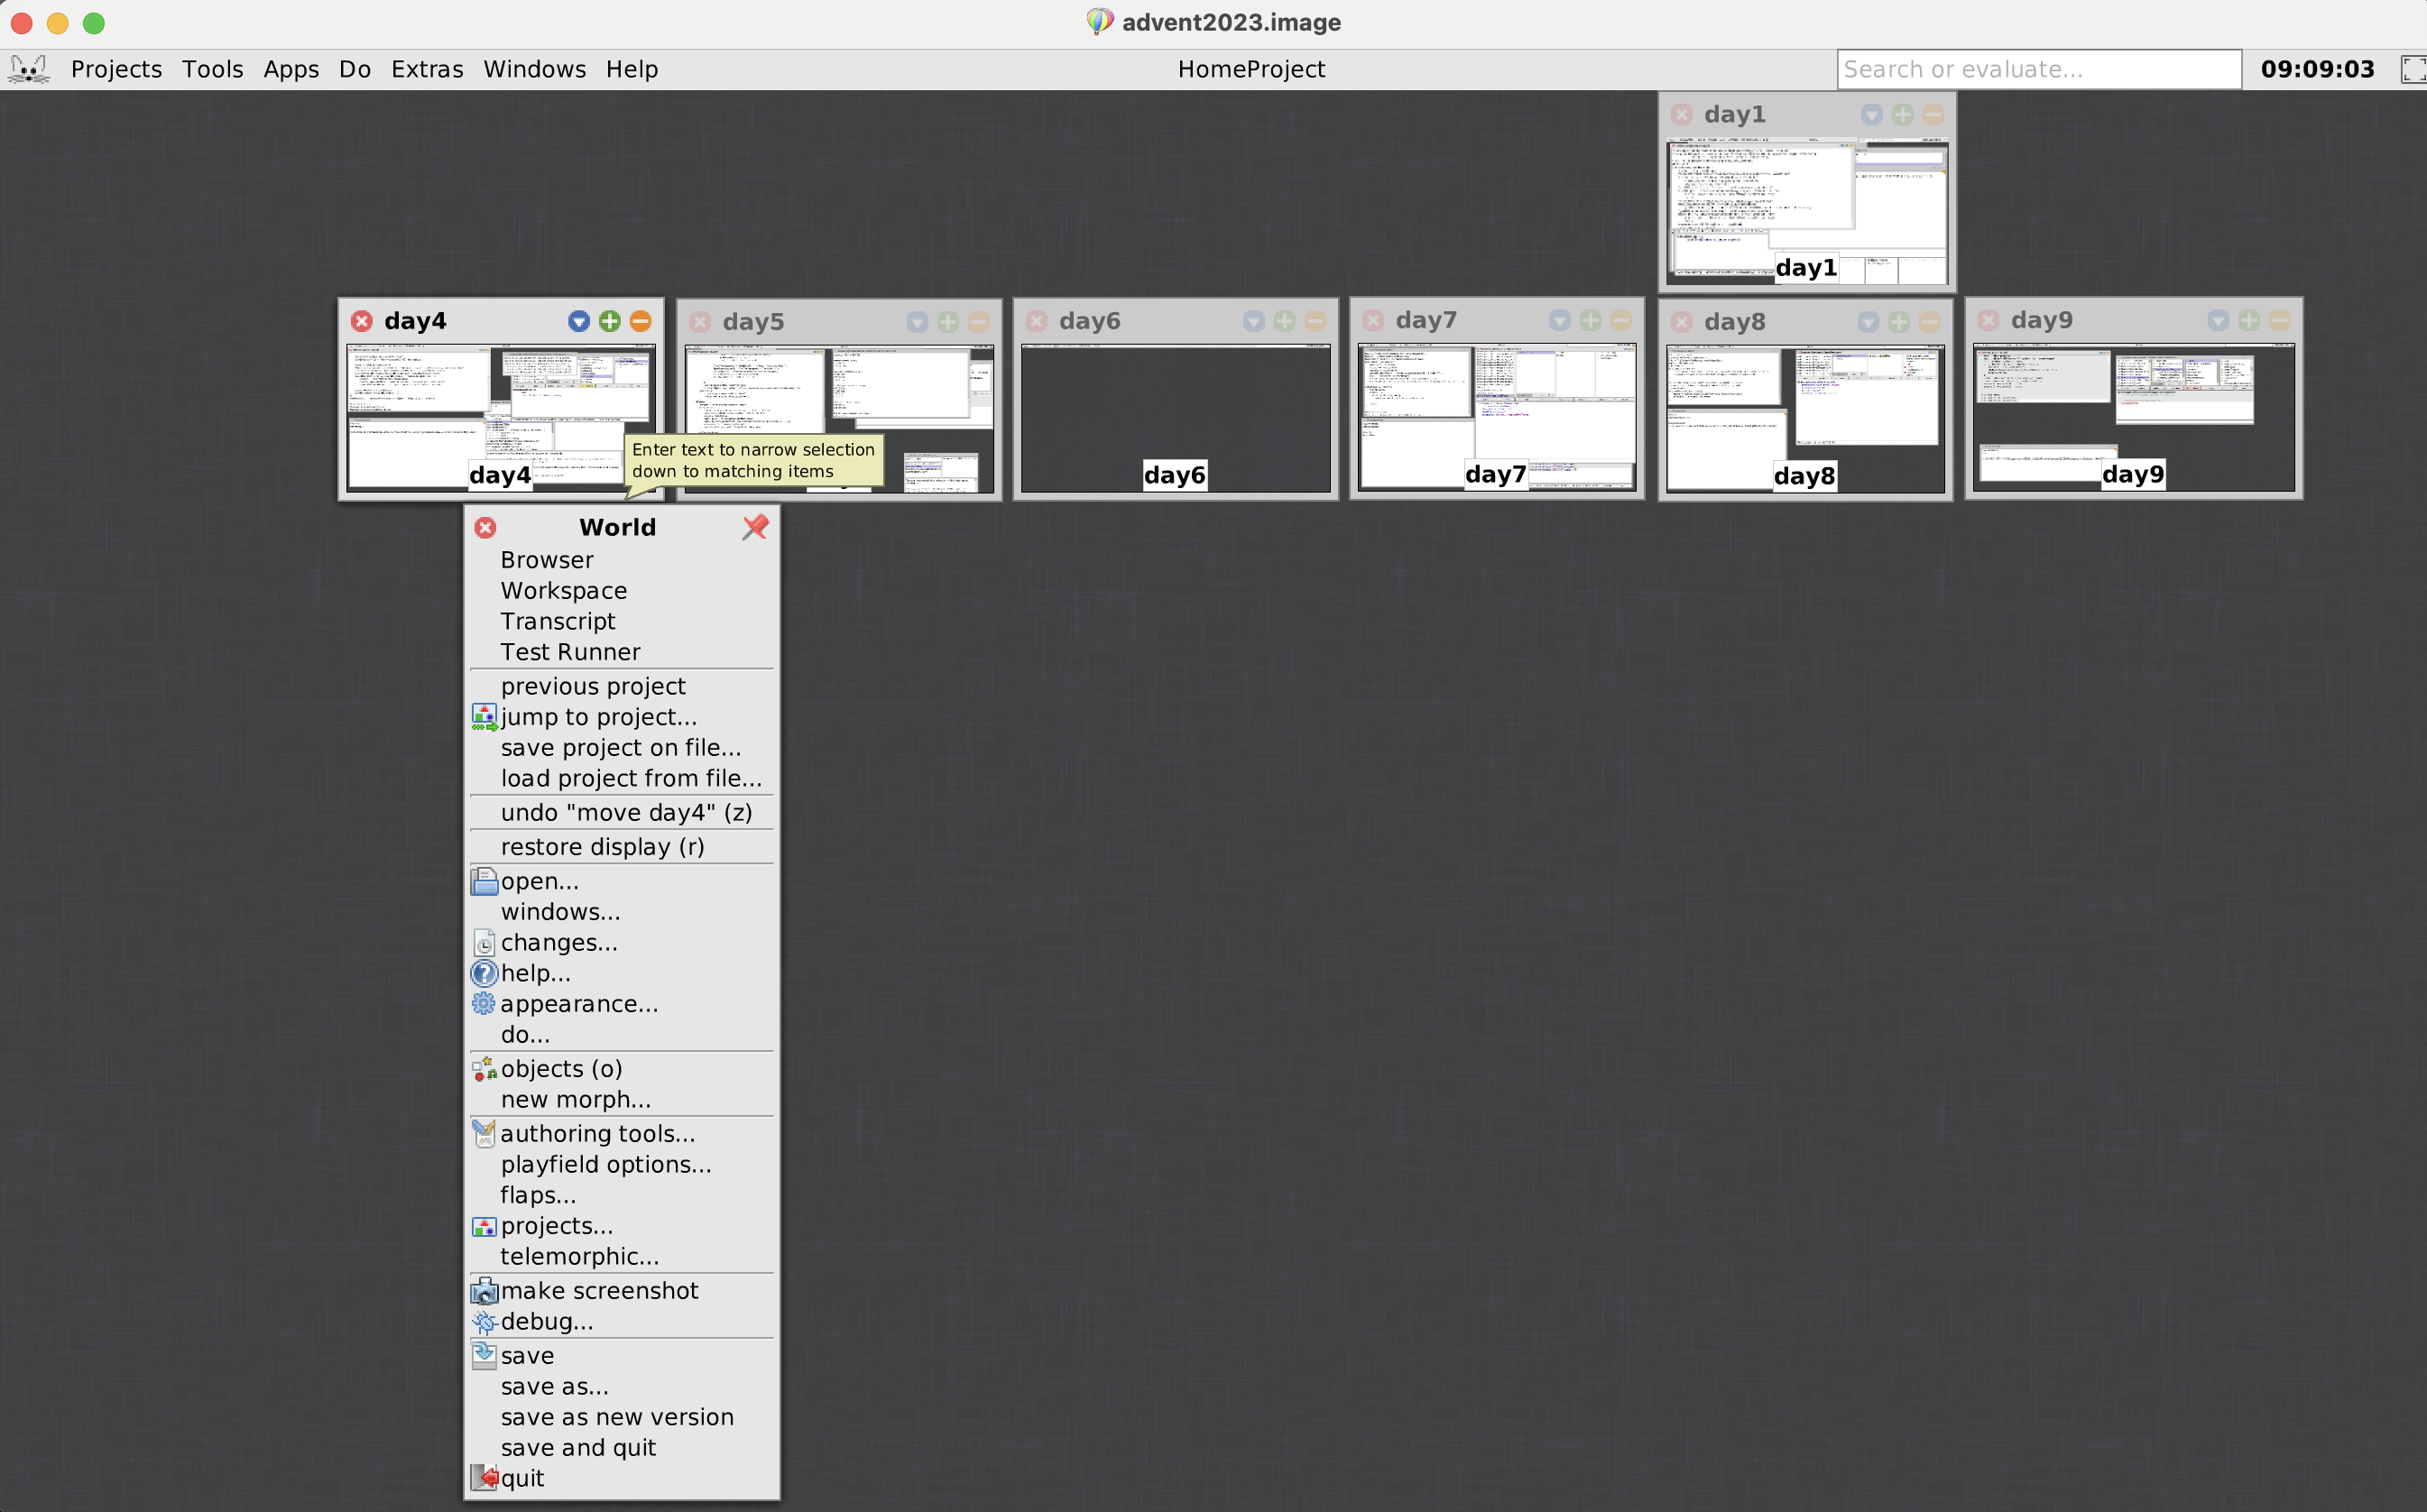 advent2023.image
Projects Tools Apps Do Extras Windows Help HomeProject Search or evaluate... 09:09:03
day1
day1
day4 day5 day6 day7 day8 day9
Enter text to narrow selection
down to matching items
day4 day6 day7 day8 day9
World
Browser
Workspace
Transcript
Test Runner
previous project
jump to project...
save project on file...
load project from file...
undo "move day4" (z)
restore display (r)
open...
windows...
changes...
help...
appearance...
do...
objects (o)
new morph...
authoring tools...
playfield options...
flaps...
projects...
telemorphic...
make screenshot
debug...
save
save as...
save as new version
save and quit
quit